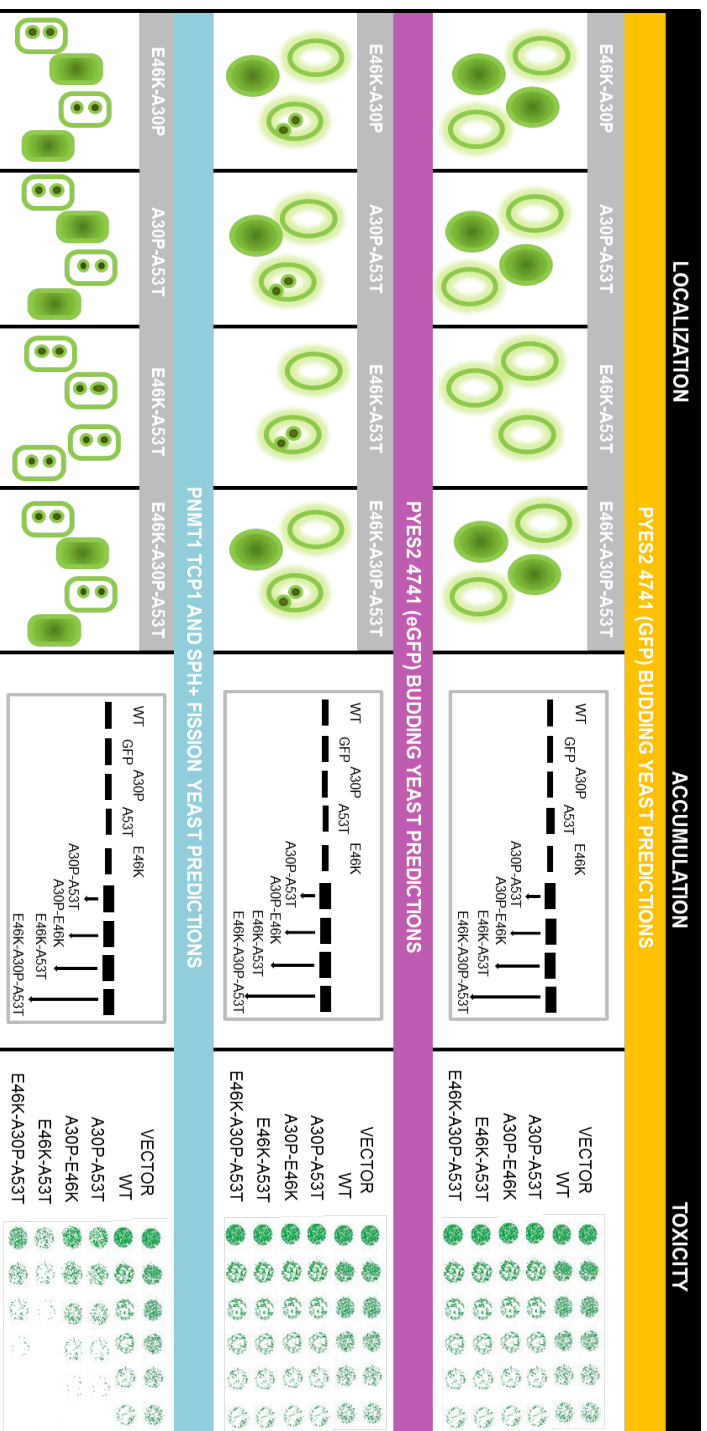 LOCALIZATION
ACCUMULATION
TOXICITY
PYES2 4741 (GFP) BUDDING YEAST PREDICTIONS
E46K-A30P
A30P-A53T
E46K-A53T
E46K-A30P-A53T
WT
GFP
A30P
A53T
E46K
A30P-A53T
A30P-E46K
E46K-A53T
E46K-A30P-A53T
VECTOR
WT
A30P-A53T
A30P-E46K
E46K-A53T
E46K-A30P-A53T
PYES2 4741 (eGFP) BUDDING YEAST PREDICTIONS
E46K-A30P
A30P-A53T
E46K-A53T
E46K-A30P-A53T
WT
GFP
A30P
A53T
E46K
A30P-A53T
A30P-E46K
E46K-A53T
E46K-A30P-A53T
VECTOR
WT
A30P-A53T
A30P-E46K
E46K-A53T
E46K-A30P-A53T
PNMT1 TCP1 AND SPH+ FISSION YEAST PREDICTIONS
E46K-A30P
A30P-A53T
E46K-A53T
E46K-A30P-A53T
WT
GFP
A30P
A53T
E46K
A30P-A53T
A30P-E46K
E46K-A53T
E46K-A30P-A53T
VECTOR
WT
A30P-A53T
A30P-E46K
E46K-A53T
E46K-A30P-A53T